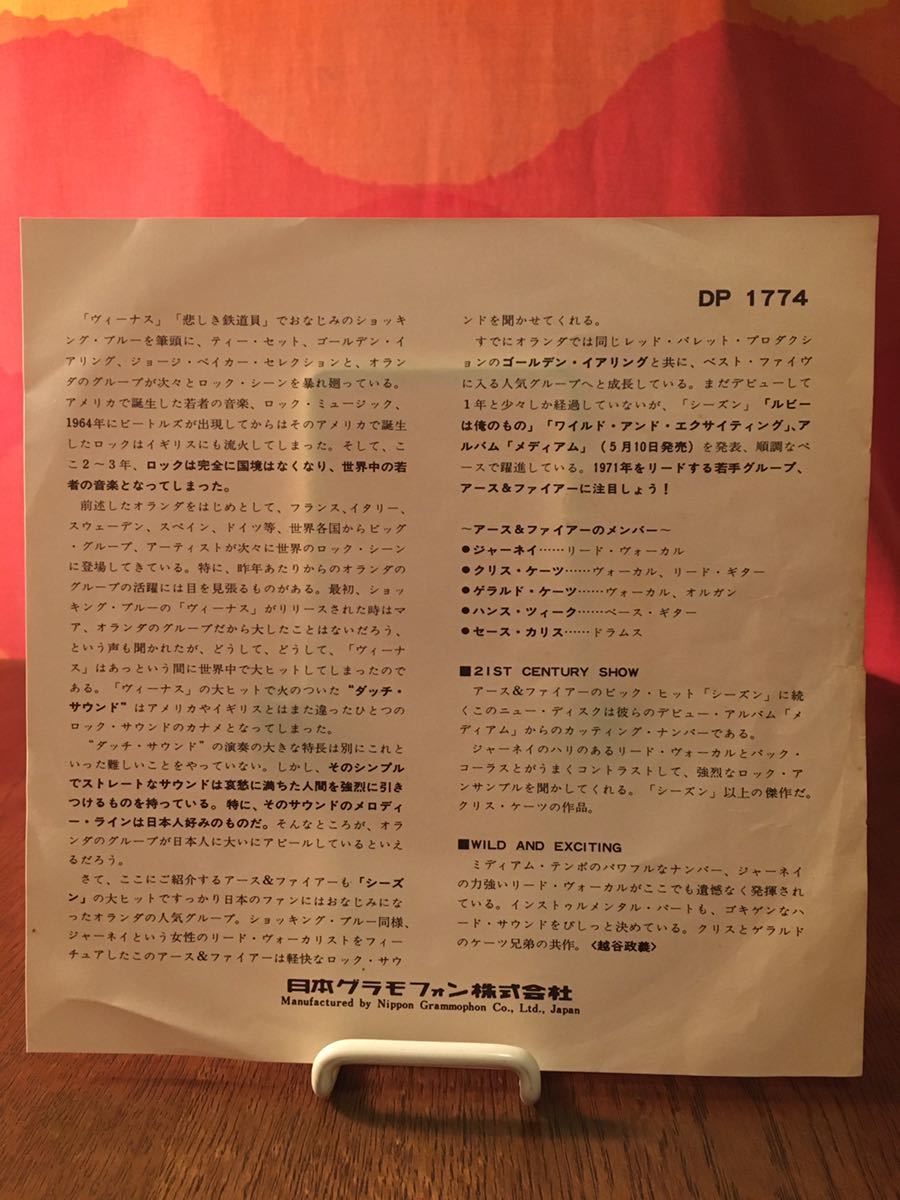 DP 1774
「ヴィーナス」「悲しき鉄道員」でおなじみのショッキ
ング・ブルーを筆頭に、ティー・セット、ゴールデン・イ
アリング、ジョージ・ベイカー・セレクションと、オラン
ダのグループが次々とロック・シーンを暴れ廻っている。
アメリカで誕生した若者の音楽、ロック・ミュージック、
1964年にビートルズが出現してからはそのアメリカで誕生
したロックはイギリスにも流火してしまった。そして、こ
こ2〜3年、ロックは完全に国境はなくなり、世界中の若
者の音楽となってしまった。
前述したオランダをはじめとして、フランス、イタリー、
スウェーデン、スペイン、ドイツ等、世界各国からビッグ
・グループ、アーティストが次々に世界のロック・シーン
に登場してきている。特に、昨年あたりからのオランダの
グループの活躍には目を見張るものがある。最初、ショッ
キング・ブルーの「ヴィーナス」がリリースされた時はマ
ア、オランダのグループだから大したことはないだろう、
という声も聞かれたが、どうして、どうして、「ヴィーナ
ス」はあっという間に世界中で大ヒットしてしまったので
ある。「ヴィーナス」の大ヒットで火のついた“ダッチ・
サウンド”はアメリカやイギリスとはまた違ったひとつの
ロック・サウンドのカナメとなってしまった。
“ダッチ・サウンド”の演奏の大きな特長は別にこれと
いった難しいことをやっていない。しかし、そのシンプル
でストレートなサウンドは哀愁に満ちた人間を強烈に引き
つけるものを持っている。特に、そのサウンドのメロディ
ー・ラインは日本人好みのものだ。そんなところが、オラ
ンダのグループが日本人に大いにアピールしているといえ
るだろう。
さて、ここにご紹介するアース&ファイアーも「シーズ
ン」の大ヒットですっかり日本のファンにはおなじみにな
ったオランダの人気グループ。ショッキング・ブルー同様、
ジャーネイという女性のリード・ヴォーカリストをフィー
チュアしたこのアース&ファイアーは軽快なロック・サウ
ンドを聞かせてくれる。
すでにオランダでは同じレッド・バレット・プロダクシ
ョンのゴールデン・イアリングと共に、ベスト・ファイヴ
に入る人気グループへと成長している。まだデビューして
1年と少々しか経過していないが、「シーズン」「ルビー
は俺のもの」「ワイルド・アンド・エクサイティング」、ア
ルバム「メディアム」(5月10日発売)を発表、順調なペ
ースで躍進している。1971年をリードする若手グループ、
アース&ファイアーに注目しよう!
〜アース&ファイアーのメンバー〜
●ジャーネイ……リード・ヴォーカル
●クリス・ケーツ……ヴォーカル、リード・ギター
●ゲラルド・ケーツ……ヴォーカル、オルガン
●ハンス・ツィーク……ベース・ギター
●セース・カリス……ドラムス
■21ST CENTURY SHOW
アース&ファイアーのビック・ヒット「シーズン」に続
くこのニュー・ディスクは彼らのデビュー・アルバム「メ
ディアム」からのカッティング・ナンバーである。
ジャーネイのハリのあるリード・ヴォーカルとバック・
コーラスとがうまくコントラストして、強烈なロック・ア
ンサンブルを聞かしてくれる。「シーズン」以上の傑作だ。
クリス・ケーツの作品。
■WILD AND EXCITING
ミディアム・テンポのパワフルなナンバー、ジャーネイ
の力強いリード・ヴォーカルがここでも遺憾なく発揮され
ている。インストゥルメンタル・パートも、ゴキゲンなハ
ード・サウンドをびしっと決めている。クリスとゲラルド
のケーツ兄弟の共作。〈越谷政義〉
日本グラモフォン株式会社
Manufactured by Nippon Grammophon Co., Ltd., Japan